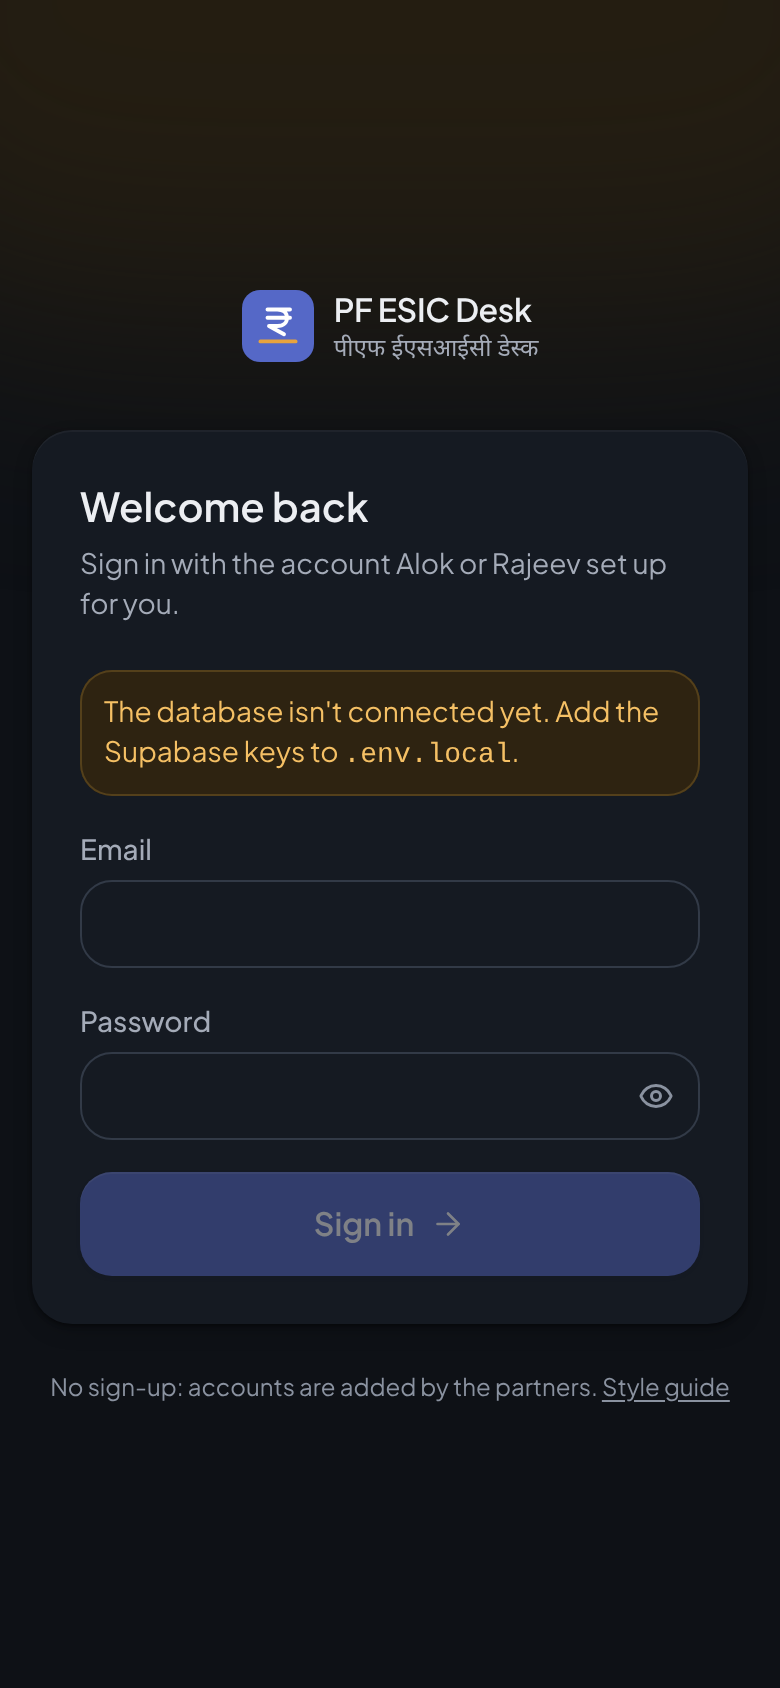 PF ESIC Desk
पीएफ ईएसआईसी डेस्क
Welcome back
Sign in with the account Alok or Rajeev set up
for you.
The database isn't connected yet. Add the
Supabase keys to .env.local.
Email
Password
Sign in →
No sign-up: accounts are added by the partners. Style guide